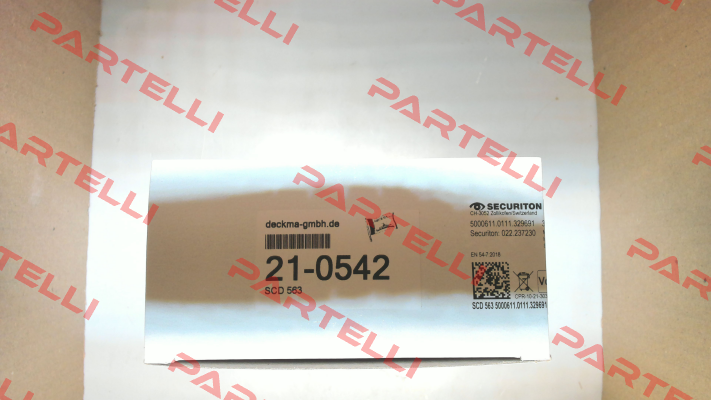 PARTELLI
PARTELLI
PARTELLI
PARTELLI
PARTELLI
PARTELLI
PARTELLI
PARTELLI
PARTELLI
deckma-gmbh.de
21-0542
SCD 563
SECURITON
CH-3052 Zollikofen/Switzerland
5000611.0111.329691
Securiton: 022.237230
EN 54-7:2018
SCD 563 5000611.0111.329691